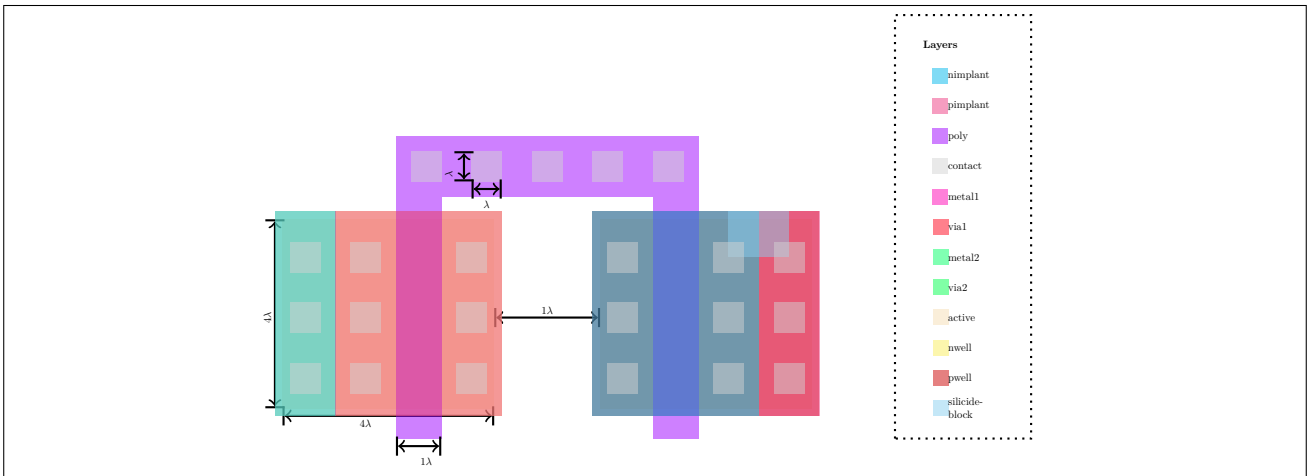 Layers
nimplant
pimplant
poly
contact
metal1
via1
metal2
via2
active
nwell
pwell
silicide-
block
λ
λ
4λ
1λ
4λ
1λ